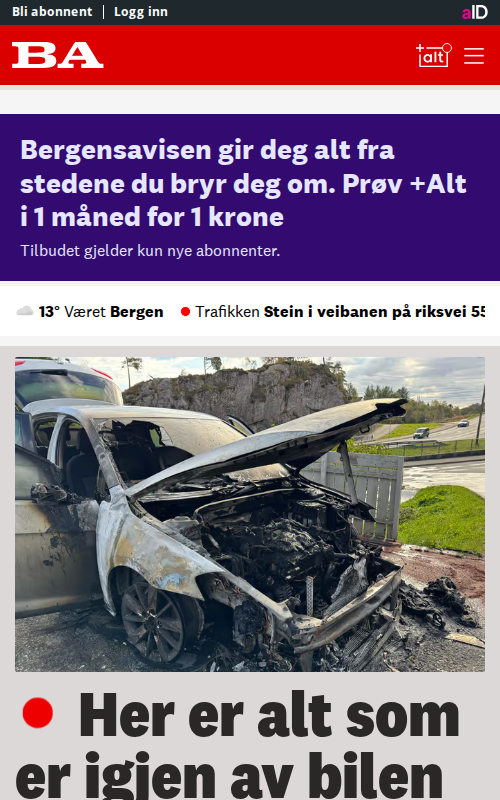 Bli abonnent | Logg inn
aID
BA
+alt
Bergensavisen gir deg alt fra
stedene du bryr deg om. Prøv +Alt
i 1 måned for 1 krone
Tilbudet gjelder kun nye abonnenter.
13° Været Bergen Trafikken Stein i veibanen på riksvei 55
Her er alt som
er igjen av bilen